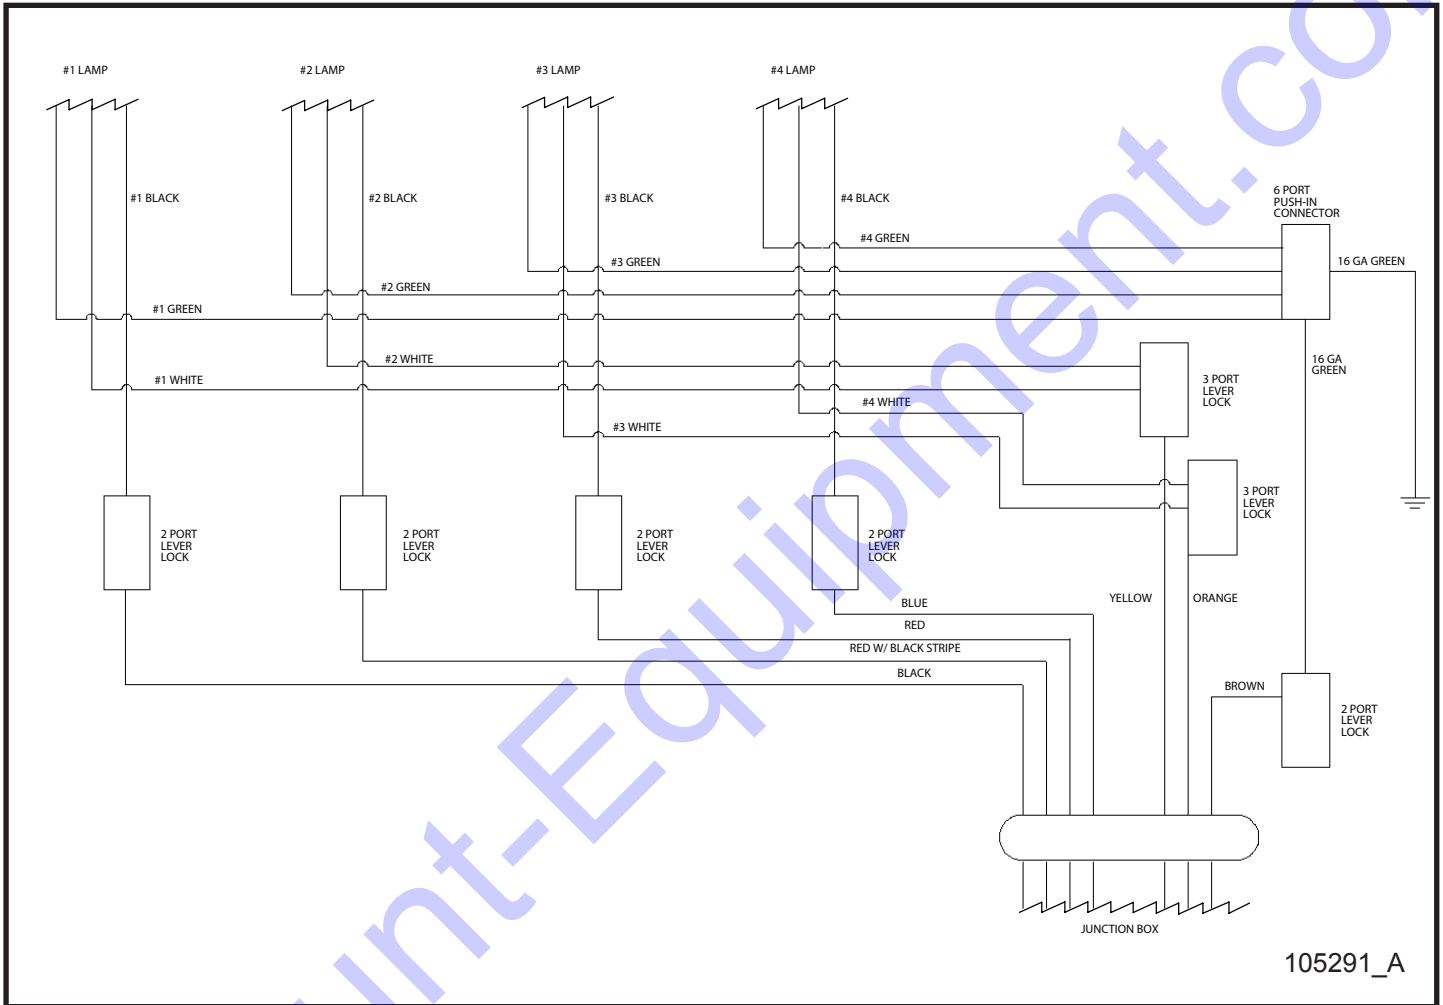 #1 LAMP
#2 LAMP
#3 LAMP
#4 LAMP
#1 BLACK
#2 BLACK
#3 BLACK
#4 BLACK
6 PORT
PUSH-IN
CONNECTOR
#4 GREEN
#3 GREEN
16 GA GREEN
#2 GREEN
#1 GREEN
#2 WHITE
16 GA
GREEN
#1 WHITE
3 PORT
LEVER
LOCK
#4 WHITE
#3 WHITE
3 PORT
LEVER
LOCK
2 PORT
LEVER
LOCK
2 PORT
LEVER
LOCK
2 PORT
LEVER
LOCK
2 PORT
LEVER
LOCK
YELLOW
ORANGE
BLUE
RED
RED W/ BLACK STRIPE
BLACK
BROWN
2 PORT
LEVER
LOCK
JUNCTION BOX
105291_A
unt-Equipment.co